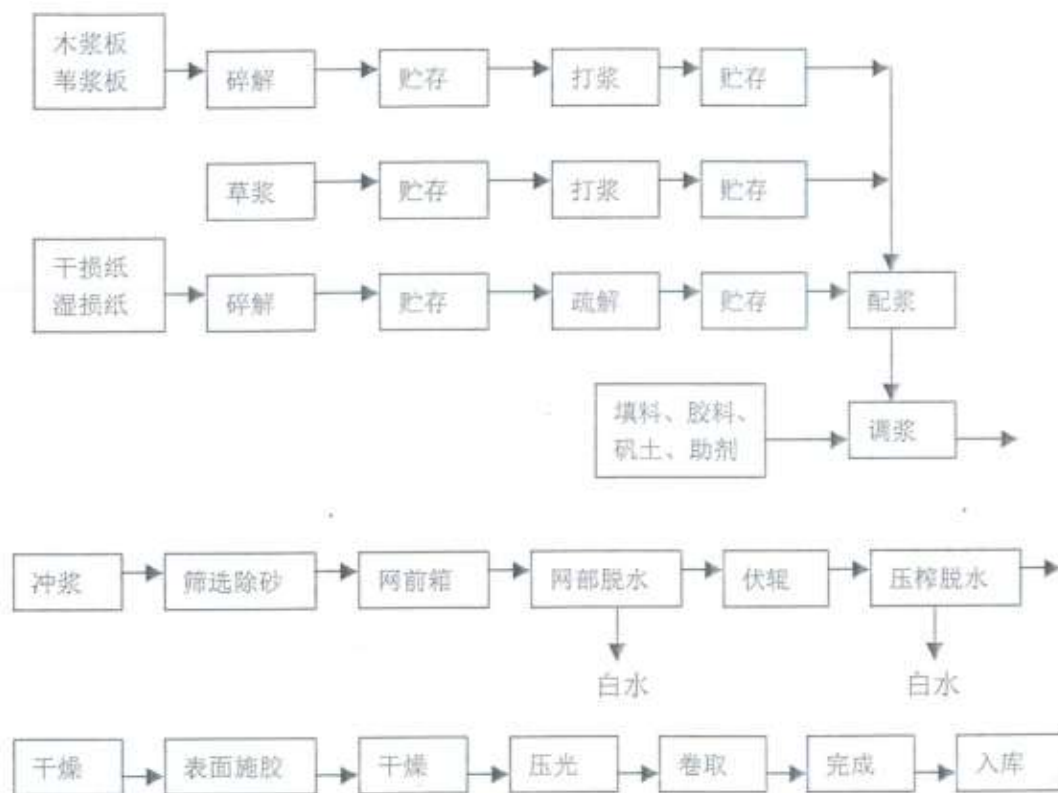 木浆板
苇浆板
碎解
贮存
打浆
贮存
草浆
贮存
打浆
贮存
干损纸
湿损纸
碎解
贮存
疏解
贮存
配浆
填料、胶料、
矾土、助剂
调浆
冲浆
筛选除砂
网前箱
网部脱水
伏辊
压榨脱水
白水
白水
干燥
表面施胶
干燥
压光
卷取
完成
入库